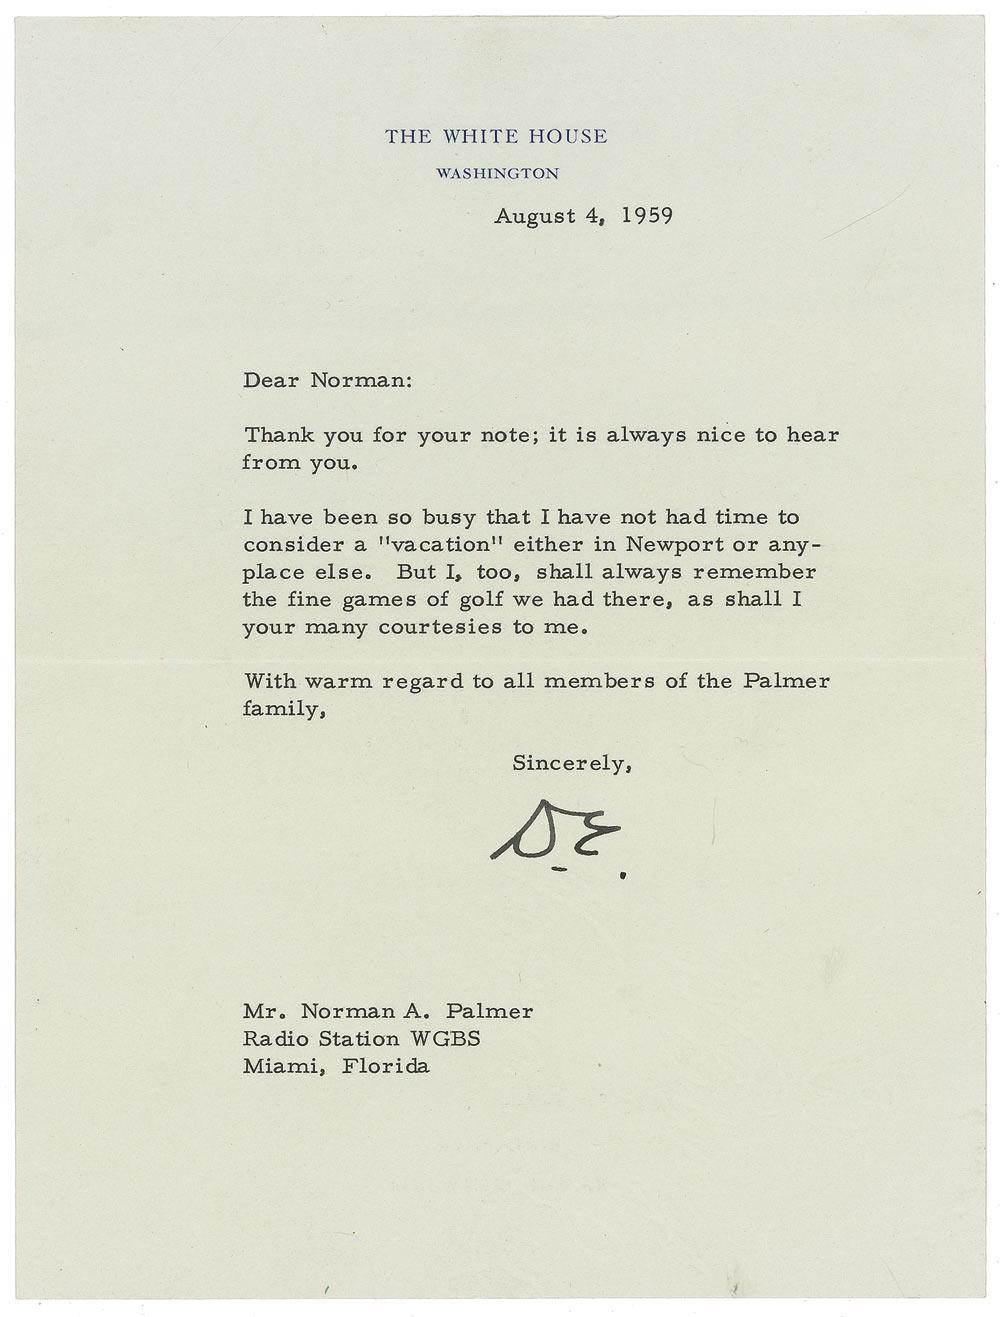 THE WHITE HOUSE
WASHINGTON
August 4, 1959
Dear Norman:
Thank you for your note; it is always nice to hear
from you.
I have been so busy that I have not had time to
consider a "vacation" either in Newport or any-
place else. But I, too, shall always remember
the fine games of golf we had there, as shall I
your many courtesies to me.
With warm regard to all members of the Palmer
family,
Sincerely,
D.E.
Mr. Norman A. Palmer
Radio Station WGBS
Miami, Florida